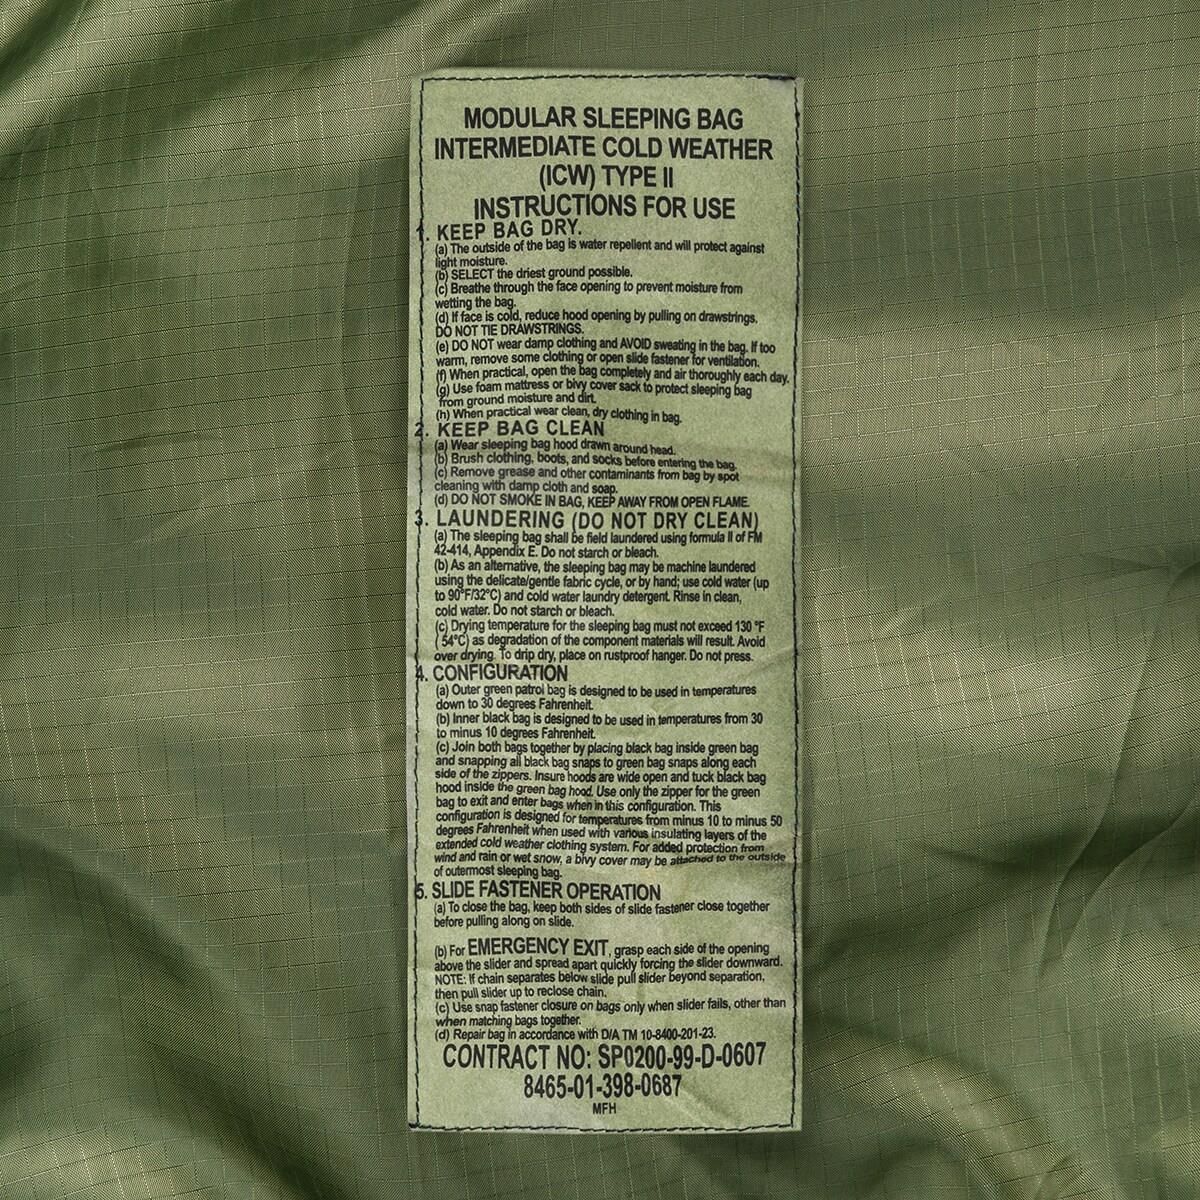 MODULAR SLEEPING BAG
INTERMEDIATE COLD WEATHER
(ICW) TYPE II
INSTRUCTIONS FOR USE
1. KEEP BAG DRY.
(a) The outside of the bag is water repellent and will protect against
light moisture.
(b) SELECT the driest ground possible.
(c) Breathe through the face opening to prevent moisture from
wetting the bag.
(d) If face is cold, reduce hood opening by pulling on drawstrings.
DO NOT TIE DRAWSTRINGS.
(e) DO NOT wear damp clothing and AVOID sweating in the bag. If too
warm, remove some clothing or open slide fastener for ventilation.
(f) When practical, open the bag completely and air thoroughly each day.
(g) Use foam mattress or bivy cover sack to protect sleeping bag
from ground moisture and dirt.
(h) When practical wear clean, dry clothing in bag.
2. KEEP BAG CLEAN
(a) Wear sleeping bag hood drawn around head.
(b) Brush clothing, boots, and socks before entering the bag.
(c) Remove grease and other contaminants from bag by spot
cleaning with damp cloth and soap.
(d) DO NOT SMOKE IN BAG, KEEP AWAY FROM OPEN FLAME.
3. LAUNDERING (DO NOT DRY CLEAN)
(a) The sleeping bag shall be field laundered using formula II of FM
42-414, Appendix E. Do not starch or bleach.
(b) As an alternative, the sleeping bag may be machine laundered
using the delicate/gentle fabric cycle, or by hand; use cold water (up
to 90°F/32°C) and cold water laundry detergent. Rinse in clean,
cold water. Do not starch or bleach.
(c) Drying temperature for the sleeping bag must not exceed 130 °F
( 54°C) as degradation of the component materials will result. Avoid
over drying. To drip dry, place on rustproof hanger. Do not press.
4. CONFIGURATION
(a) Outer green patrol bag is designed to be used in temperatures
down to 30 degrees Fahrenheit.
(b) Inner black bag is designed to be used in temperatures from 30
to minus 10 degrees Fahrenheit.
(c) Join both bags together by placing black bag inside green bag
and snapping all black bag snaps to green bag snaps along each
side of the zippers. Insure hoods are wide open and tuck black bag
hood inside the green bag hood. Use only the zipper for the green
bag to exit and enter bags when in this configuration. This
configuration is designed for temperatures from minus 10 to minus 50
degrees Fahrenheit when used with various insulating layers of the
extended cold weather clothing system. For added protection from
wind and rain or wet snow, a bivy cover may be attached to the outside
of outermost sleeping bag.
5. SLIDE FASTENER OPERATION
(a) To close the bag, keep both sides of slide fastener close together
before pulling along on slide.
(b) For EMERGENCY EXIT, grasp each side of the opening
above the slider and spread apart quickly forcing the slider downward.
NOTE: If chain separates below slide pull slider beyond separation,
then pull slider up to reclose chain.
(c) Use snap fastener closure on bags only when slider fails, other than
when matching bags together.
(d) Repair bag in accordance with D/A TM 10-8400-201-23.
CONTRACT NO: SP0200-99-D-0607
8465-01-398-0687
MFH